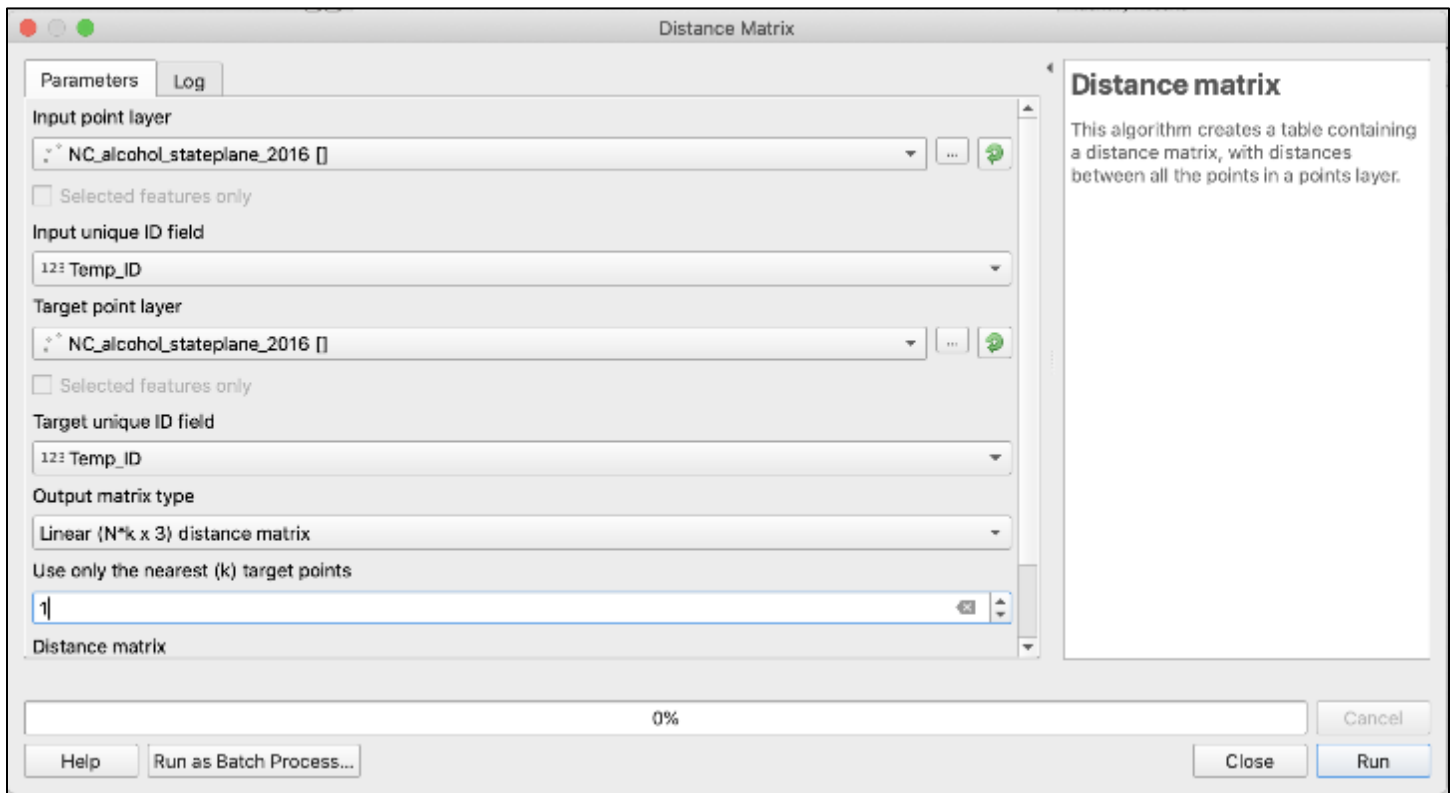 Distance Matrix
Parameters
Log
Input point layer
NC_alcohol_stateplane_2016 []
...
Selected features only
Input unique ID field
123 Temp_ID
Target point layer
NC_alcohol_stateplane_2016 []
...
Selected features only
Target unique ID field
123 Temp_ID
Output matrix type
Linear (N*k x 3) distance matrix
Use only the nearest (k) target points
1
Distance matrix
Distance matrix
This algorithm creates a table containing
a distance matrix, with distances
between all the points in a points layer.
0%
Cancel
Help
Run as Batch Process...
Close
Run